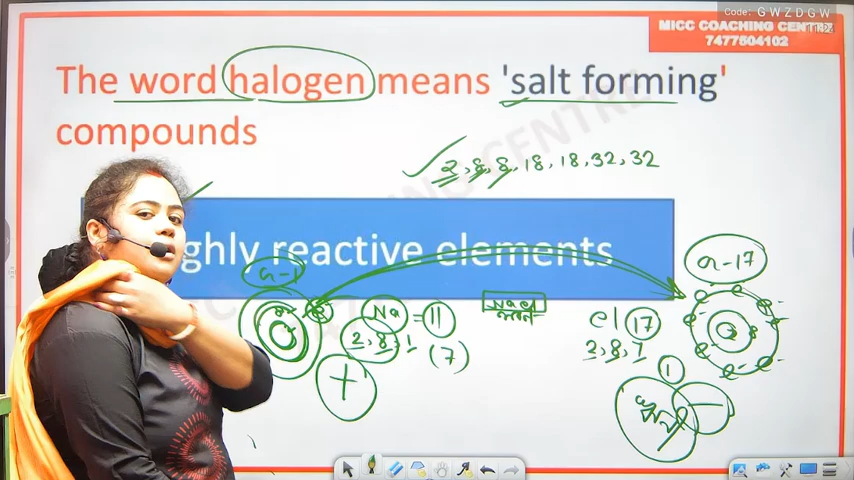 Code: GWZDGW
MICC COACHING CENTRE
7477504102
The word halogen means 'salt forming'
compounds
2, 8, 8, 18, 18, 32, 32
ghly reactive elements
G-1
G-17
Na = 11
2, 8, 1
(7)
+
NaCl
Cl 17
2, 8, 7
1
-